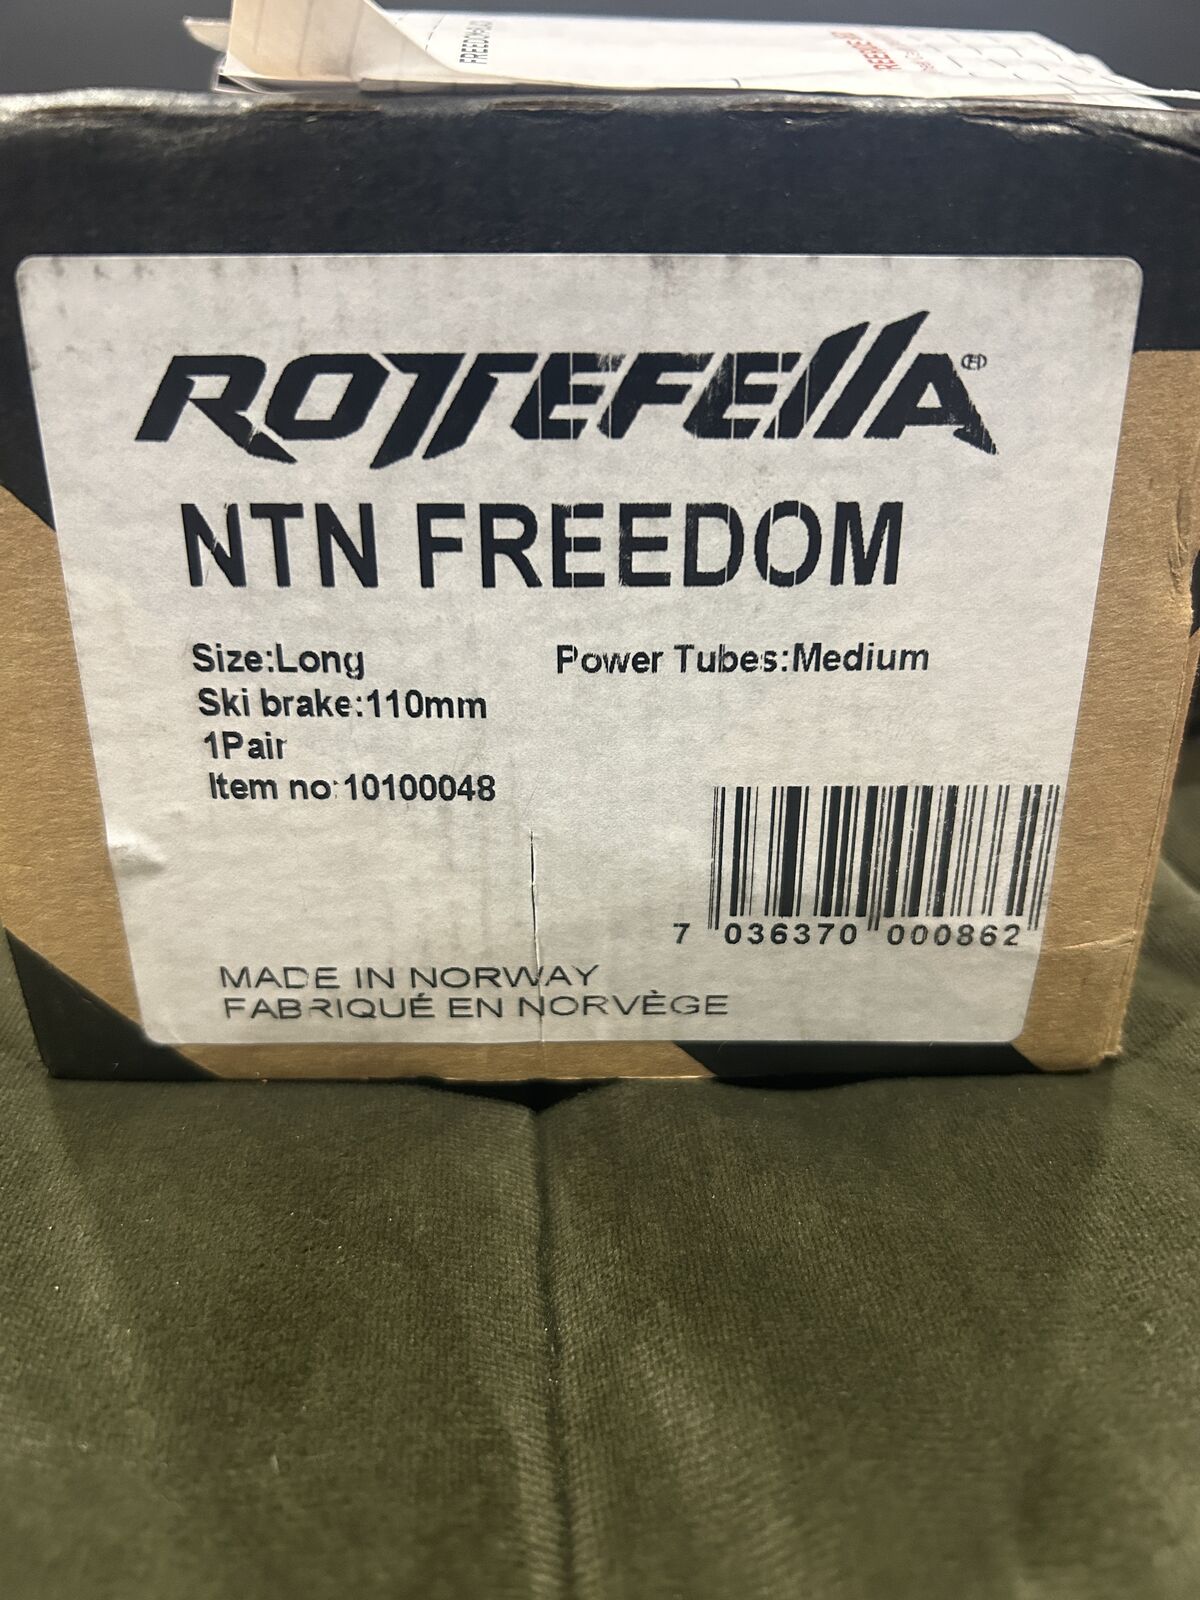 FREEDOM
ROTTEFELLA®
NTN FREEDOM
Size:Long
Power Tubes:Medium
Ski brake:110mm
1Pair
Item no:10100048
7 036370 000862
MADE IN NORWAY
FABRIQUÉ EN NORVÈGE